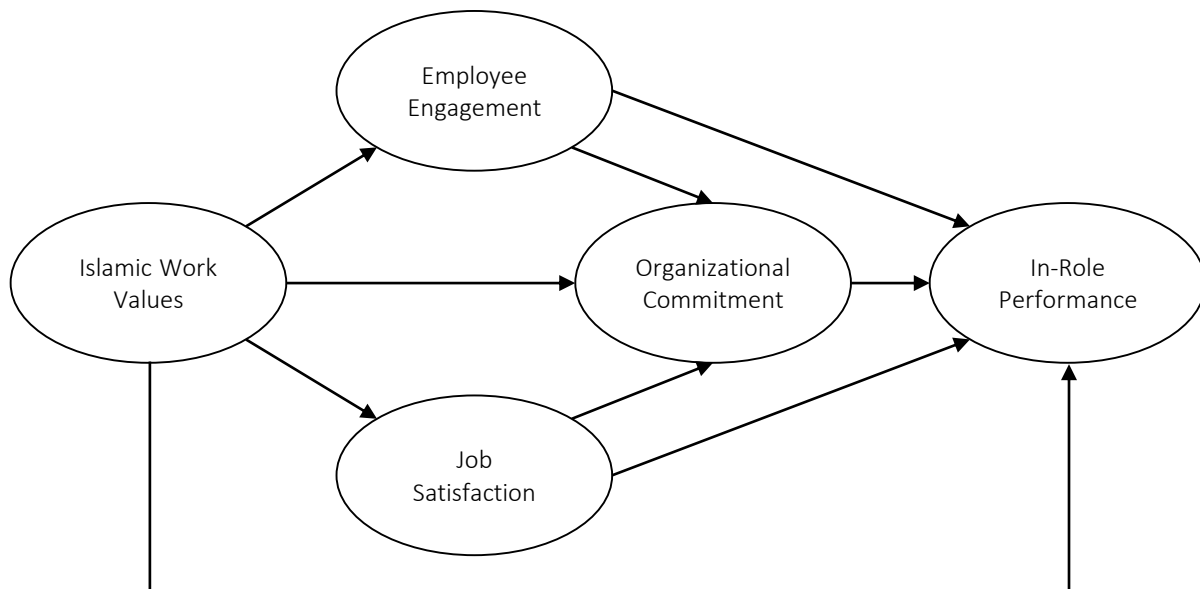 Employee
Engagement
Islamic Work
Values
Organizational
Commitment
In-Role
Performance
Job
Satisfaction